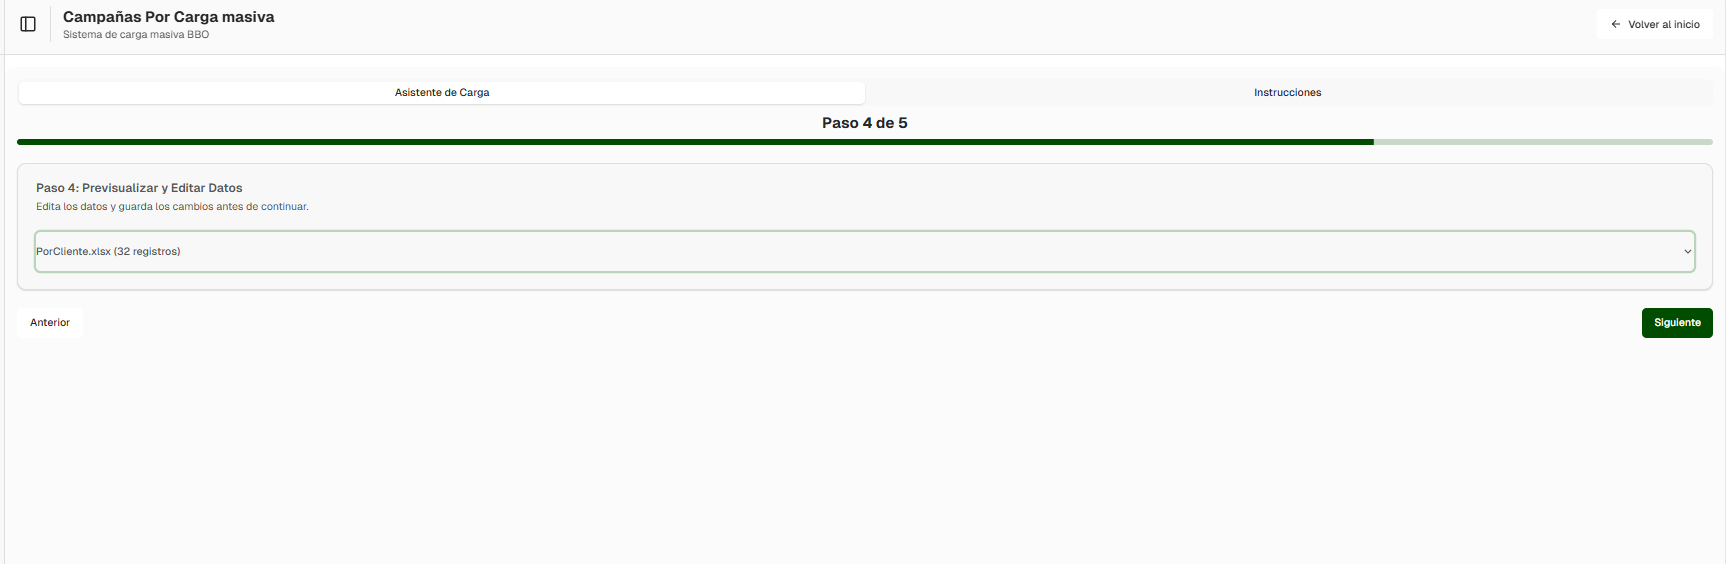 Campañas Por Carga masiva
Sistema de carga masiva BBO
Volver al inicio
Asistente de Carga
Instrucciones
Paso 4 de 5
Paso 4: Previsualizar y Editar Datos
Edita los datos y guarda los cambios antes de continuar.
PorCliente.xlsx (32 registros)
Anterior
Siguiente